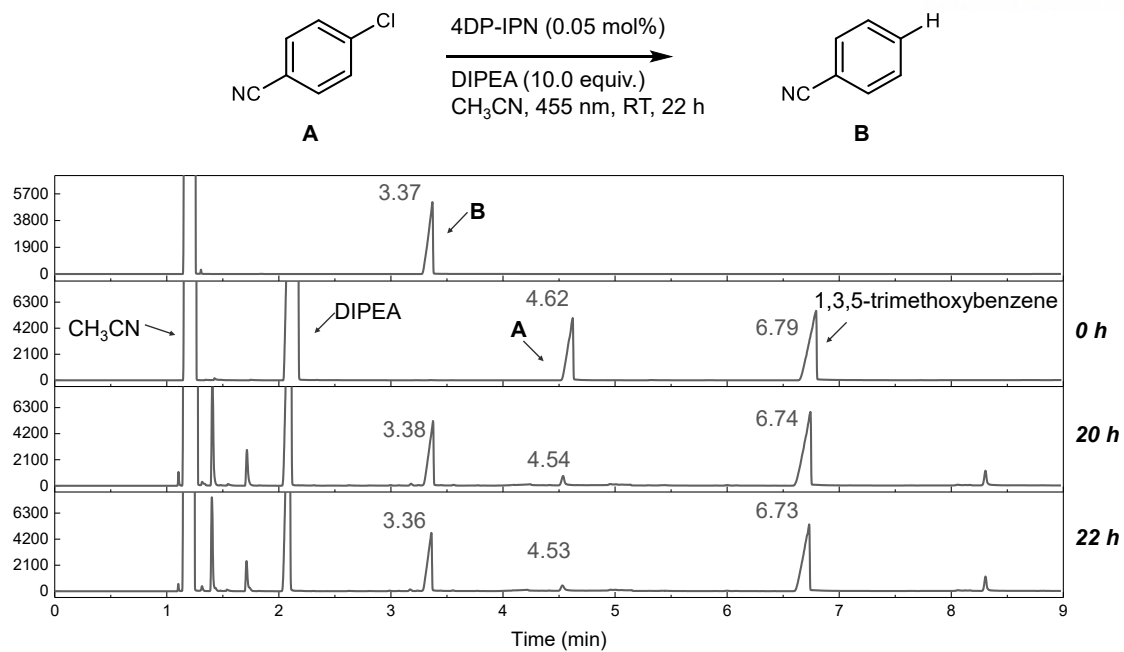 Cl
NC
A
4DP-IPN (0.05 mol%)
DIPEA (10.0 equiv.)
CH₃CN, 455 nm, RT, 22 h
H
NC
B
5700
3800
1900
0
3.37
B
6300
4200
2100
0
CH₃CN
DIPEA
4.62
A
6.79
1,3,5-trimethoxybenzene
0 h
6300
4200
2100
0
3.38
4.54
6.74
20 h
6300
4200
2100
0
3.36
4.53
6.73
22 h
0 1 2 3 4 5 6 7 8 9
Time (min)